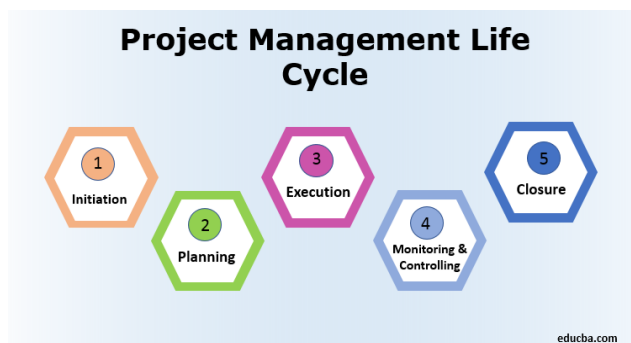 Project Management Life
Cycle
1
Initiation
2
Planning
3
Execution
4
Monitoring &
Controlling
5
Closure
educba.com